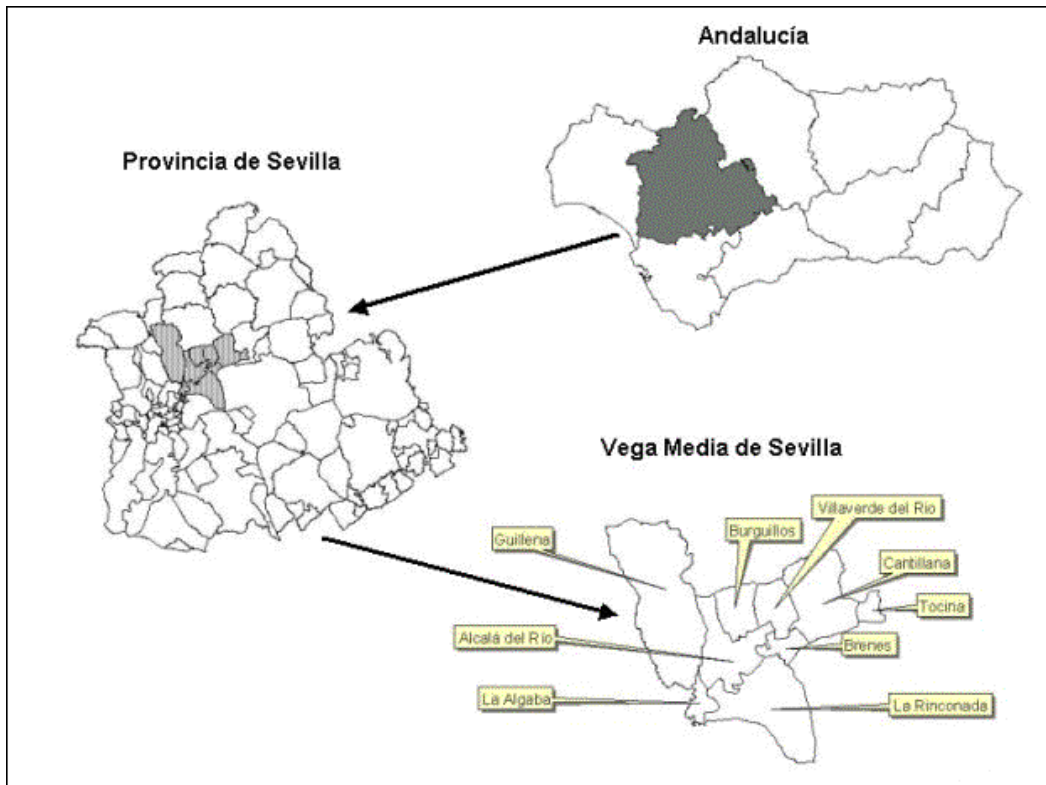 Andalucía
Provincia de Sevilla
Vega Media de Sevilla
Villaverde del Río
Guillena
Burguillos
Cantillana
Tocina
Alcalá del Río
Brenes
La Algaba
La Rinconada